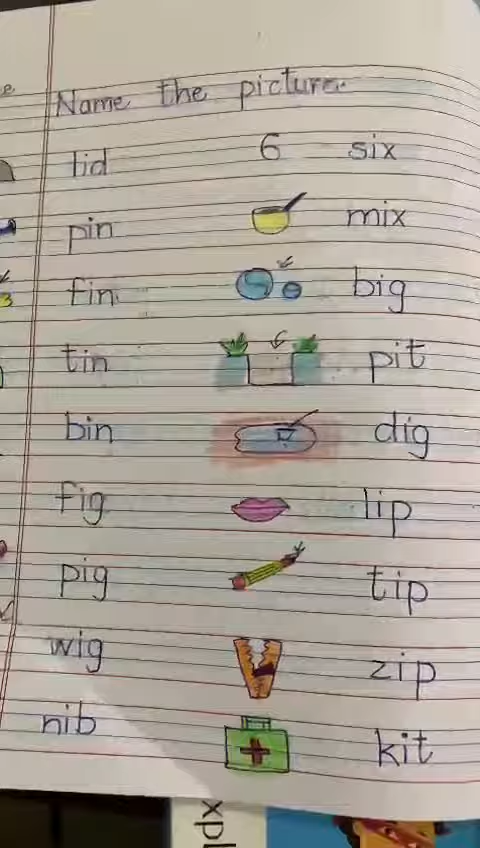 Name the picture.
lid 6 six
pin mix
fin big
tin pit
bin dig
fig lip
pig tip
wig zip
nib kit
xpl